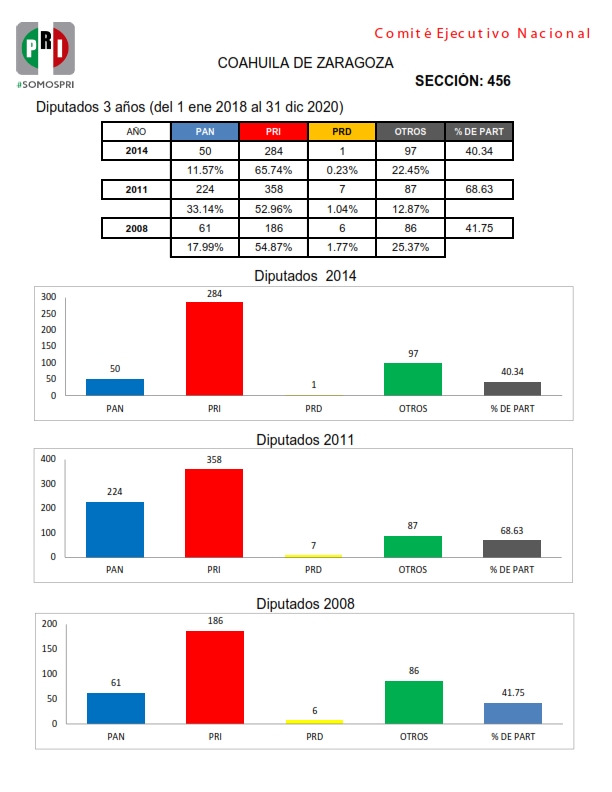 PRI
#SOMOSPRI
Comité Ejecutivo Nacional
COAHUILA DE ZARAGOZA
SECCIÓN: 456
Diputados 3 años (del 1 ene 2018 al 31 dic 2020)
AÑO PAN PRI PRD OTROS % DE PART
2014 50 284 1 97 40.34
11.57% 65.74% 0.23% 22.45%
2011 224 358 7 87 68.63
33.14% 52.96% 1.04% 12.87%
2008 61 186 6 86 41.75
17.99% 54.87% 1.77% 25.37%
Diputados 2014
300
250
200
150
100
50
0
50 284 1 97 40.34
PAN PRI PRD OTROS % DE PART
Diputados 2011
400
300
200
100
0
224 358 7 87 68.63
PAN PRI PRD OTROS % DE PART
Diputados 2008
200
150
100
50
0
61 186 6 86 41.75
PAN PRI PRD OTROS % DE PART